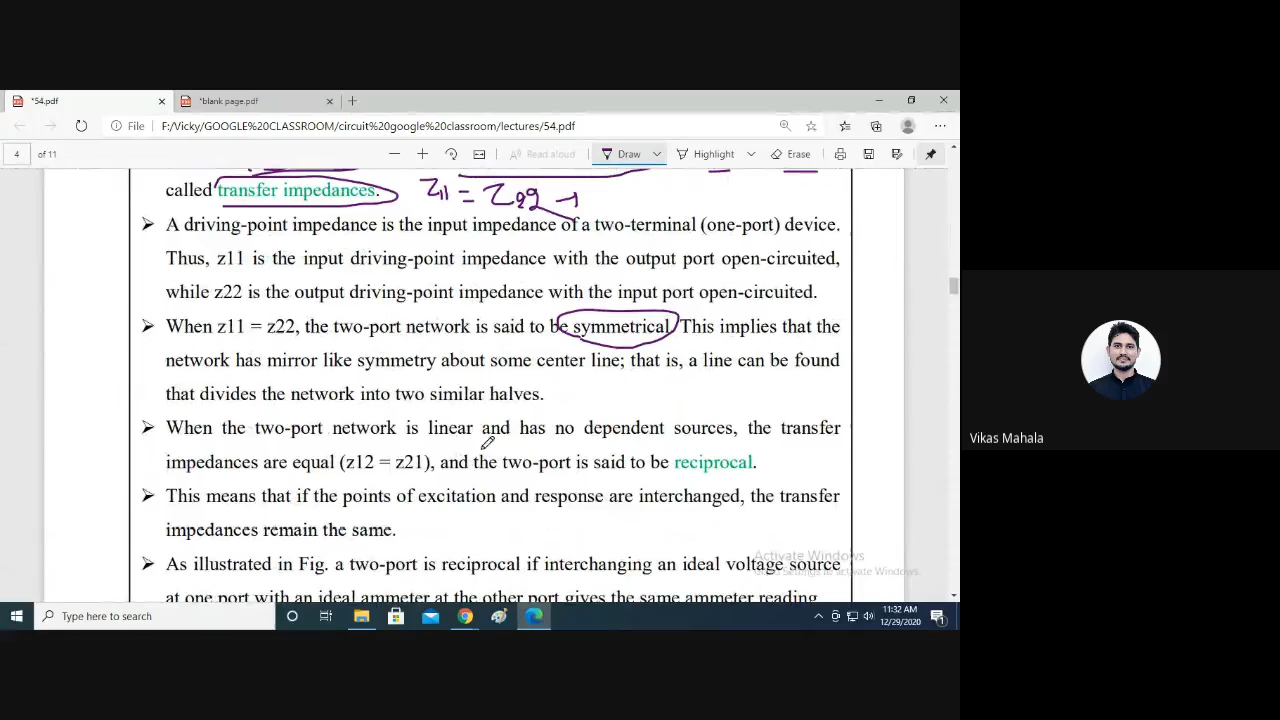 *54.pdf
*blank page.pdf
File F:/Vicky/GOOGLE%20CLASSROOM/circuit%20google%20classroom/lectures/54.pdf
4 of 11 Read aloud Draw Highlight Erase
called transfer impedances. Z11 = Z22
➢ A driving-point impedance is the input impedance of a two-terminal (one-port) device.
Thus, z11 is the input driving-point impedance with the output port open-circuited,
while z22 is the output driving-point impedance with the input port open-circuited.
➢ When z11 = z22, the two-port network is said to be symmetrical. This implies that the
network has mirror like symmetry about some center line; that is, a line can be found
that divides the network into two similar halves.
➢ When the two-port network is linear and has no dependent sources, the transfer
impedances are equal (z12 = z21), and the two-port is said to be reciprocal.
➢ This means that if the points of excitation and response are interchanged, the transfer
impedances remain the same.
➢ As illustrated in Fig. a two-port is reciprocal if interchanging an ideal voltage source
at one port with an ideal ammeter at the other port gives the same ammeter reading
Activate Windows
Go to Settings to activate Windows.
Type here to search
11:32 AM
12/29/2020
Vikas Mahala